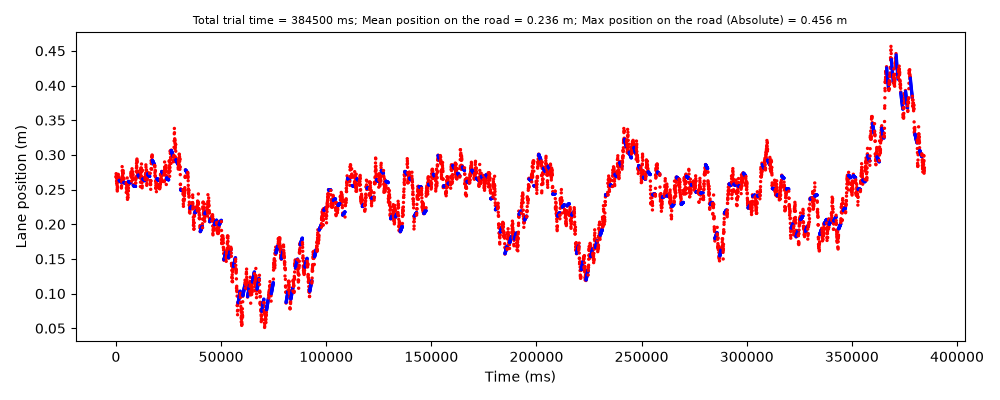 Total trial time = 384500 ms; Mean position on the road = 0.236 m; Max position on the road (Absolute) = 0.456 m
Lane position (m)
0.45
0.40
0.35
0.30
0.25
0.20
0.15
0.10
0.05
0 50000 100000 150000 200000 250000 300000 350000 400000
Time (ms)